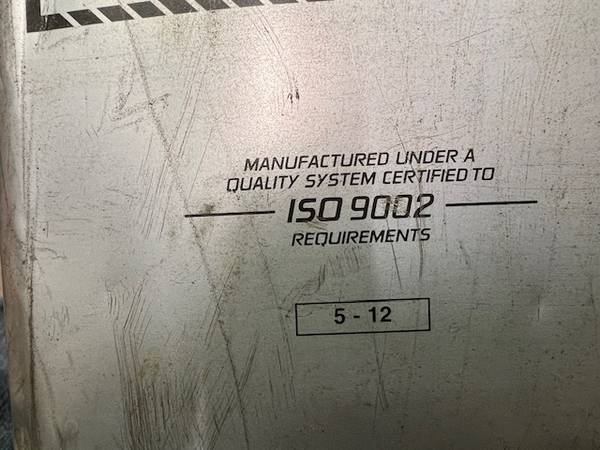 MANUFACTURED UNDER A
QUALITY SYSTEM CERTIFIED TO
ISO 9002
REQUIREMENTS
5 - 12